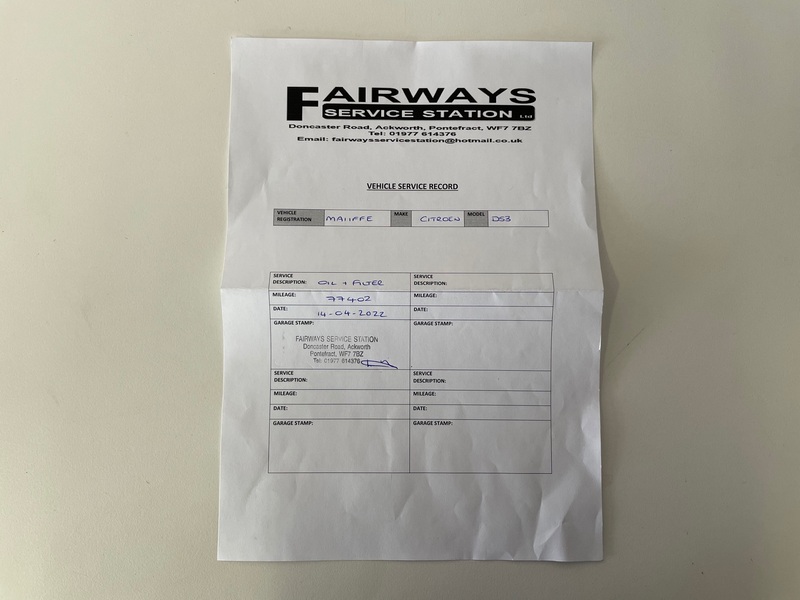 FAIRWAYS
SERVICE STATION Ltd
Doncaster Road, Ackworth, Pontefract, WF7 7BZ
Tel: 01977 614376
Email: fairwaysservicestation@hotmail.co.uk
VEHICLE SERVICE RECORD
VEHICLE REGISTRATION MA11FFE MAKE CITROEN MODEL DS3
SERVICE DESCRIPTION: OIL + FILTER
MILEAGE: 77402
DATE: 14-04-2022
GARAGE STAMP:
FAIRWAYS SERVICE STATION
Doncaster Road, Ackworth
Pontefract, WF7 7BZ
Tel: 01977 614376
SERVICE DESCRIPTION:
MILEAGE:
DATE:
GARAGE STAMP:
SERVICE DESCRIPTION:
MILEAGE:
DATE:
GARAGE STAMP:
SERVICE DESCRIPTION:
MILEAGE:
DATE:
GARAGE STAMP: